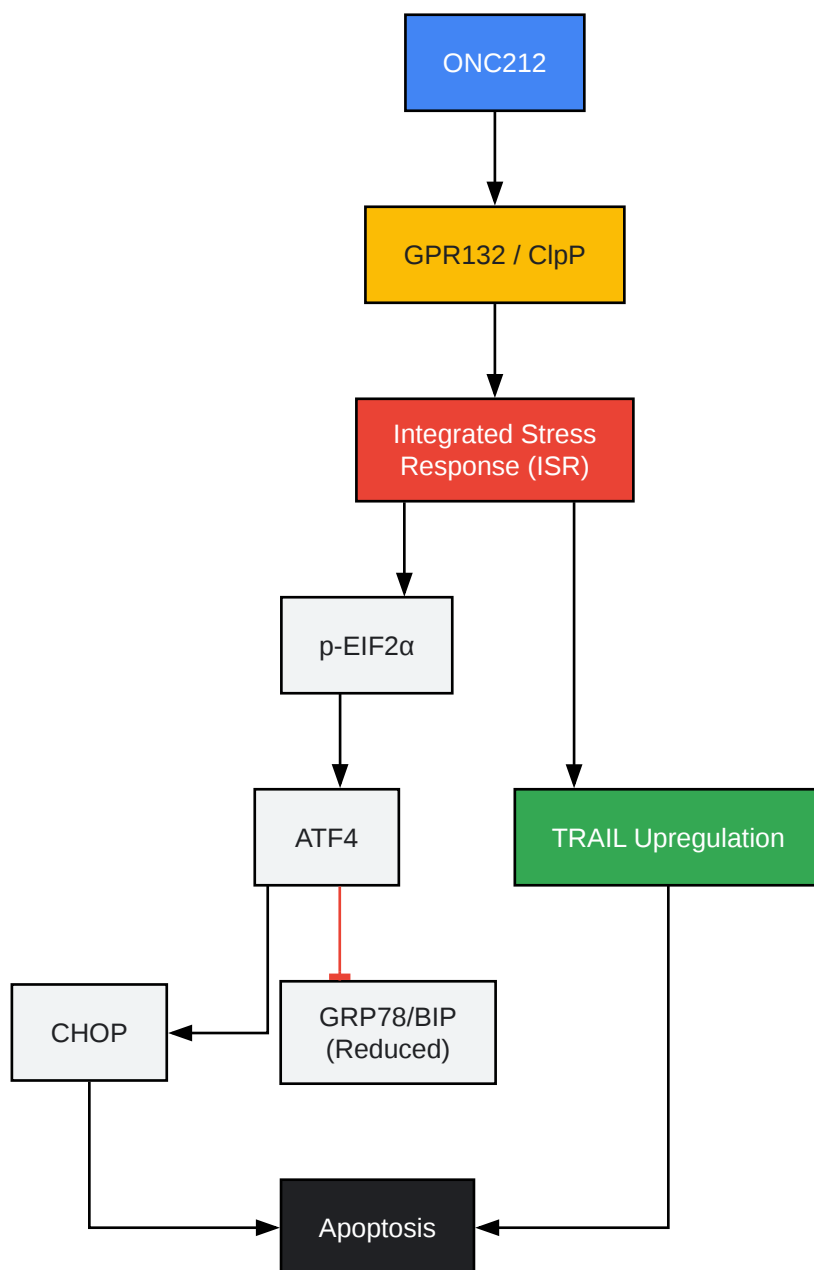 ONC212
GPR132 / ClpP
Integrated Stress
Response (ISR)
p-EIF2α
ATF4
TRAIL Upregulation
CHOP
GRP78/BIP
(Reduced)
Apoptosis